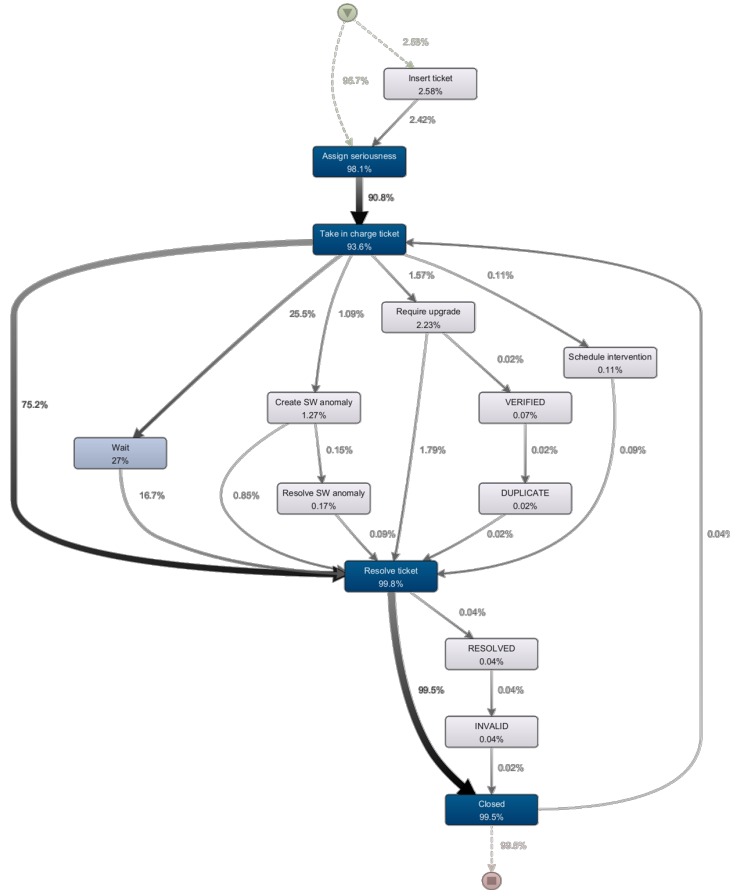 2.58%
95.7%
Insert ticket
2.58%
2.42%
Assign seriousness
98.1%
90.8%
Take in charge ticket
93.6%
25.5%
1.09%
1.57%
0.11%
Require upgrade
2.23%
0.02%
Schedule intervention
0.11%
75.2%
Create SW anomaly
1.27%
VERIFIED
0.07%
Wait
27%
0.15%
1.79%
0.02%
0.09%
16.7%
0.85%
Resolve SW anomaly
0.17%
DUPLICATE
0.02%
0.09%
0.02%
0.04%
Resolve ticket
99.8%
0.04%
RESOLVED
0.04%
99.5%
0.04%
INVALID
0.04%
0.02%
Closed
99.5%